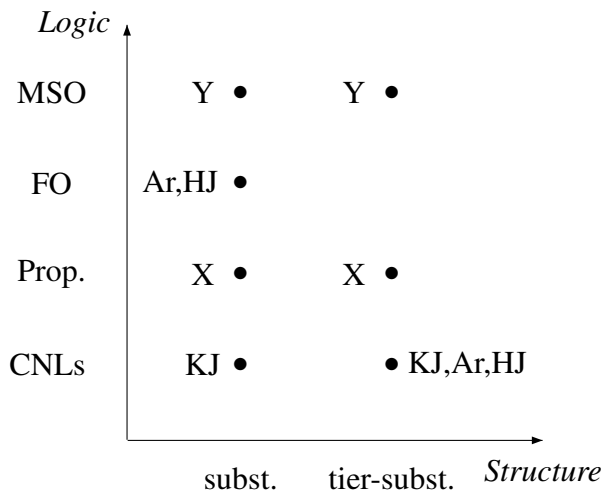 Logic
MSO Y Y
FO Ar,HJ
Prop. X X
CNLs KJ KJ,Ar,HJ
subst. tier-subst. Structure